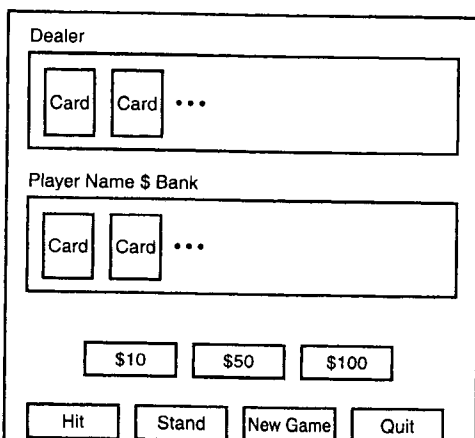 Dealer
Card Card •••
Player Name $ Bank
Card Card •••
$10 $50 $100
Hit Stand New Game Quit